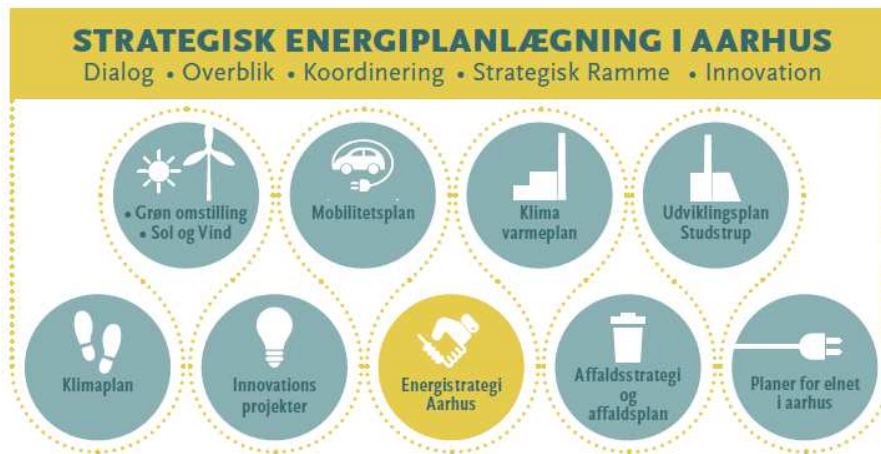 STRATEGISK ENERGIPLANLÆGNING I AARHUS
Dialog • Overblik • Koordinering • Strategisk Ramme • Innovation
• Grøn omstilling
• Sol og Vind
Mobilitetsplan
Klima
varmeplan
Udviklingsplan
Studstrup
Klimaplan
Innovations
projekter
Energistrategi
Aarhus
Affaldsstrategi
og
affaldsplan
Planer for elnet
i aarhus